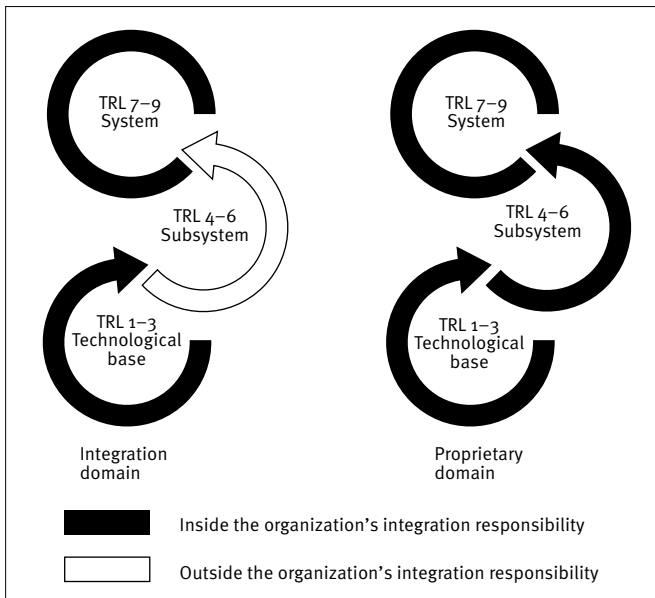 TRL 7–9
System
TRL 4–6
Subsystem
TRL 1–3
Technological
base
Integration
domain
TRL 7–9
System
TRL 4–6
Subsystem
TRL 1–3
Technological
base
Proprietary
domain
Inside the organization’s integration responsibility
Outside the organization’s integration responsibility